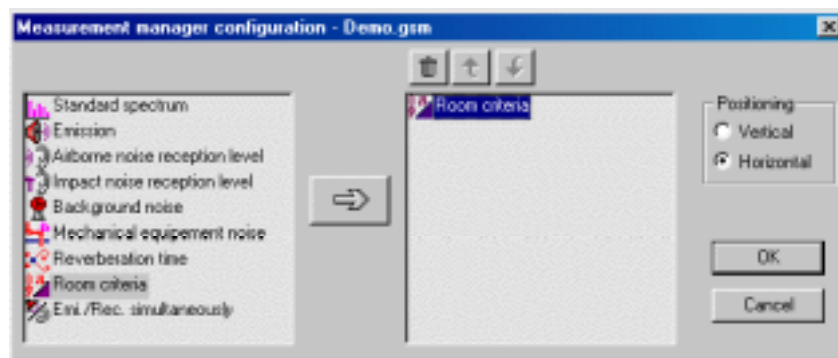 Measurement manager configuration - Demo.gsm
Standard spectrum
Emission
Airborne noise reception level
Impact noise reception level
Background noise
Mechanical equipement noise
Reverberation time
Room criteria
Emi./Rec. simultaneously
Room criteria
Positioning
Vertical
Horizontal
OK
Cancel